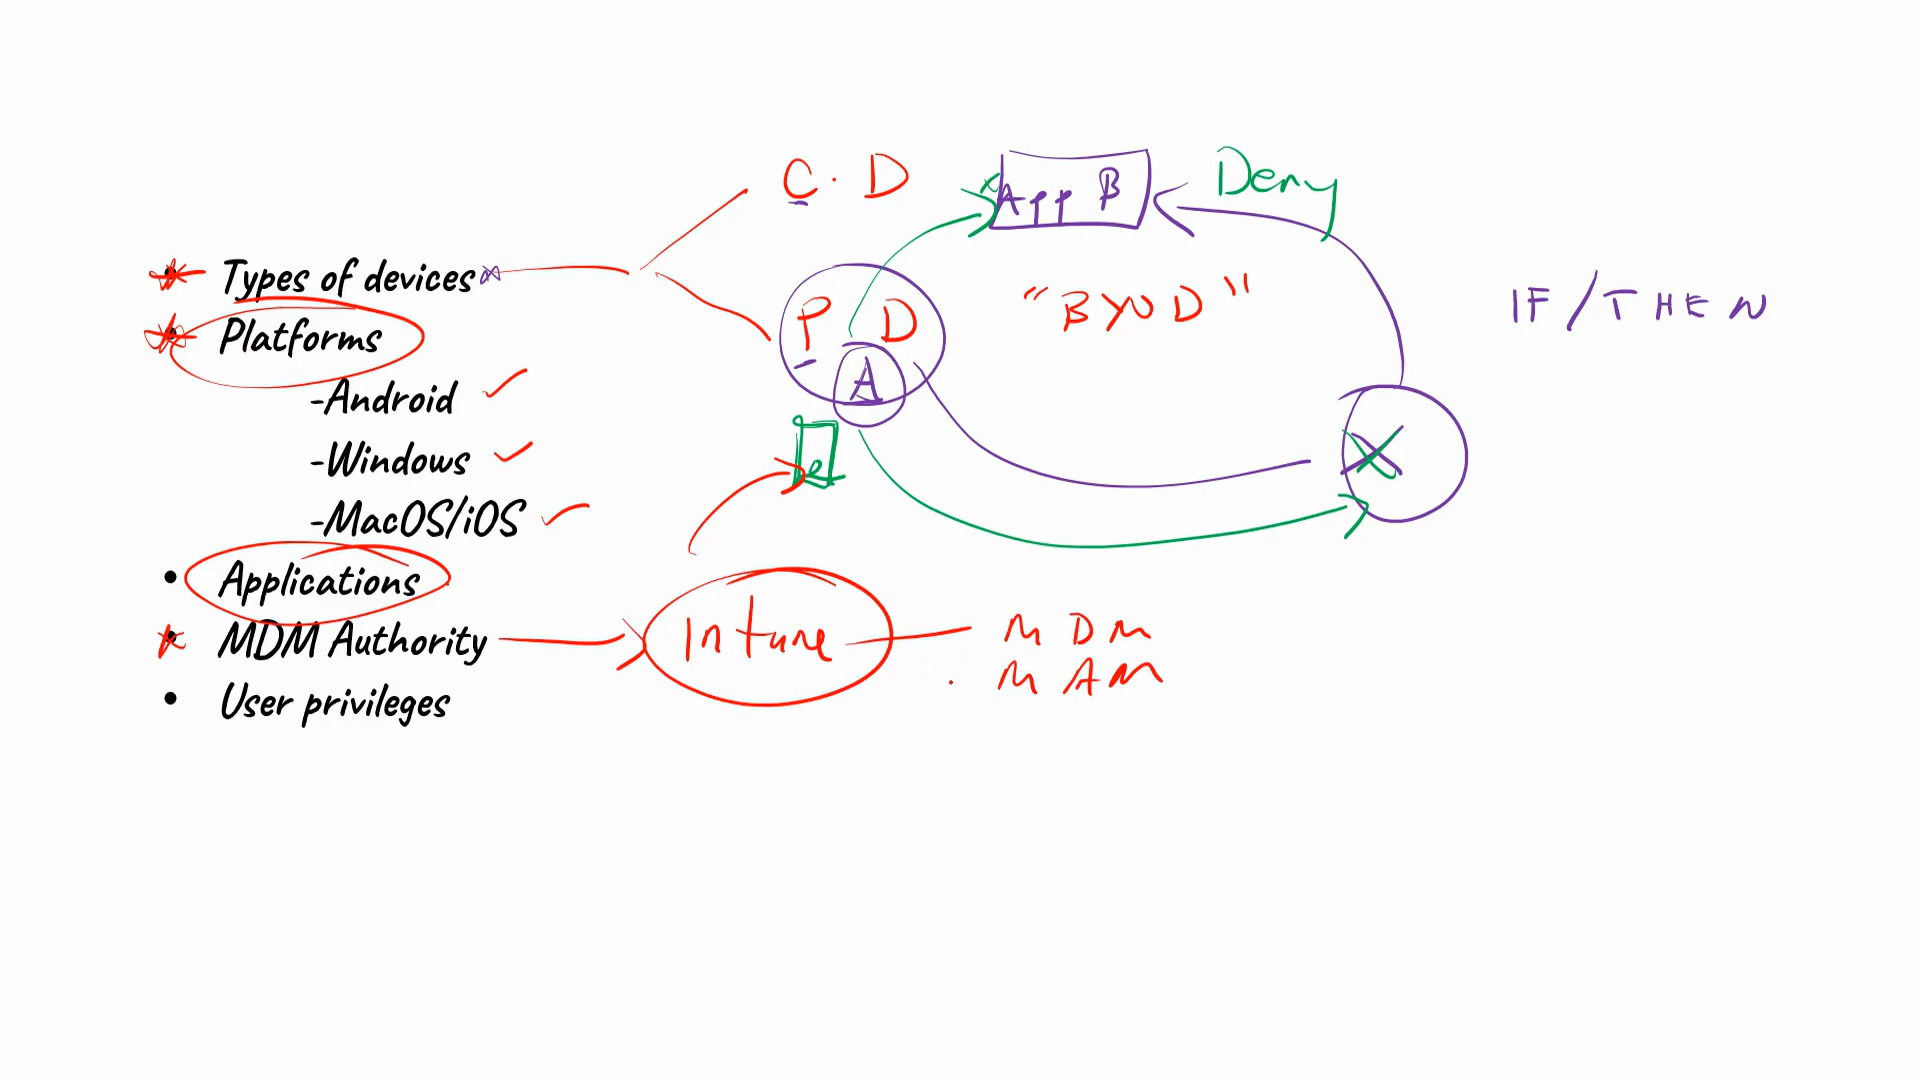 Types of devices
Platforms
-Android
-Windows
-MacOS/iOS
Applications
MDM Authority
User privileges
C. D
App B
Deny
P D
A
"BYOD"
IF/THEN
e
X
Intune
MDM
MAM